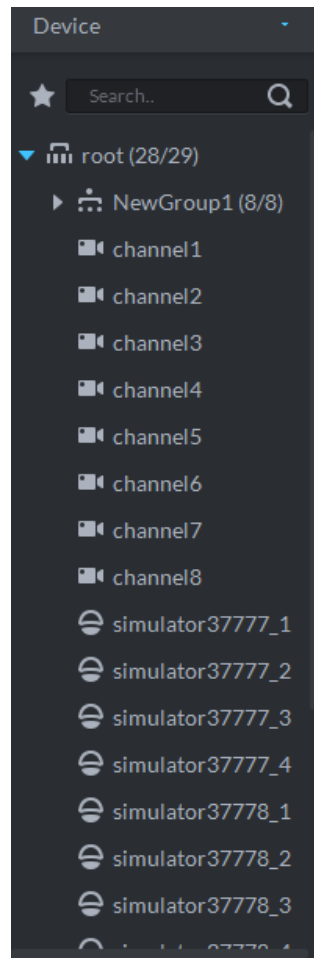 Device
Search..
root (28/29)
NewGroup1 (8/8)
channel1
channel2
channel3
channel4
channel5
channel6
channel7
channel8
simulator37777_1
simulator37777_2
simulator37777_3
simulator37777_4
simulator37778_1
simulator37778_2
simulator37778_3